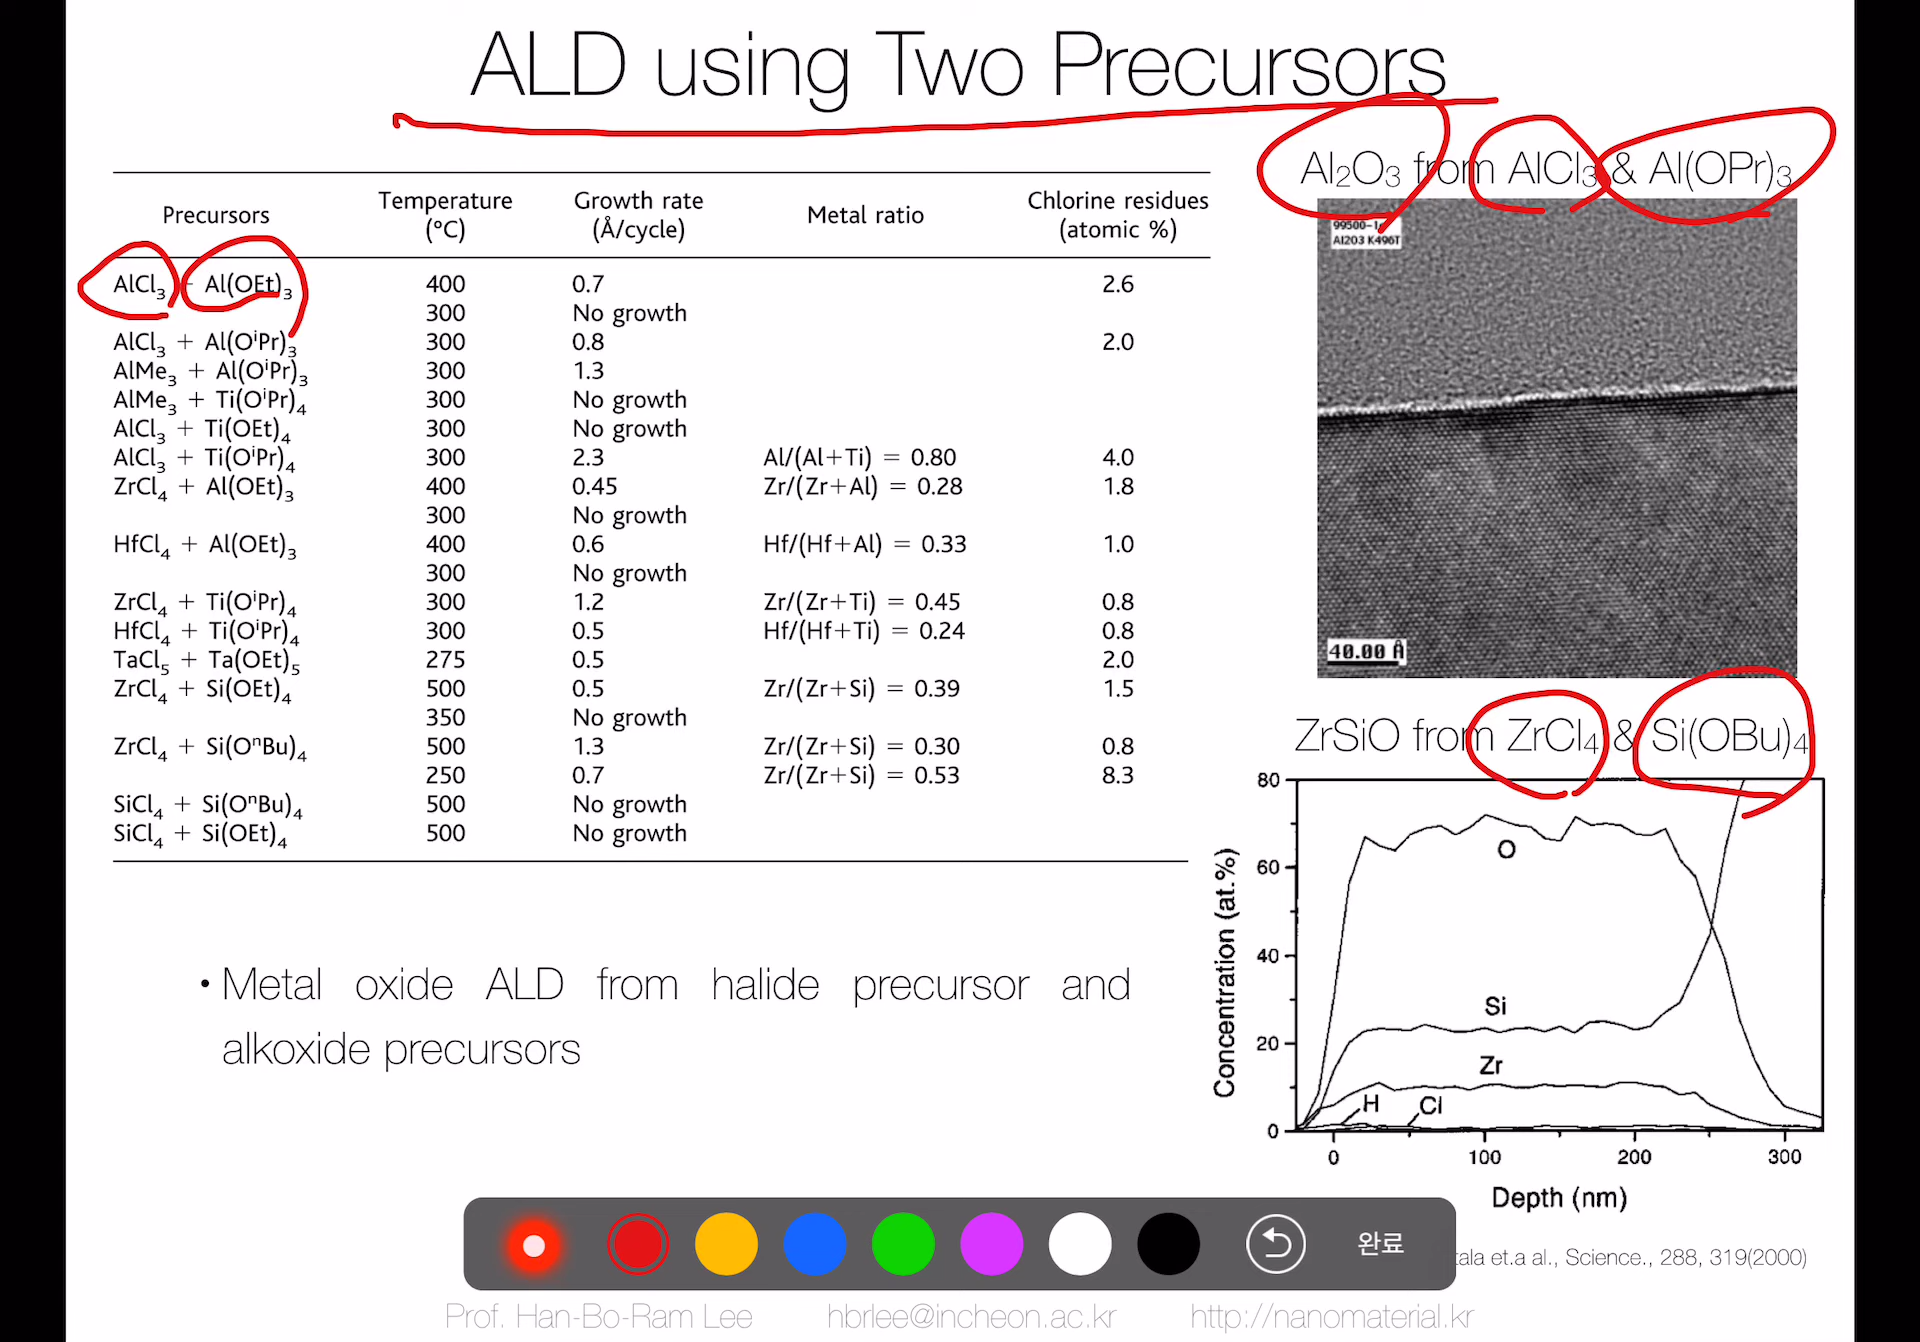 ALD using Two Precursors
Precursors Temperature (°C) Growth rate (Å/cycle) Metal ratio Chlorine residues (atomic %)
AlCl₃ + Al(OEt)₃ 400 0.7 2.6
300 No growth
AlCl₃ + Al(OⁱPr)₃ 300 0.8 2.0
AlMe₃ + Al(OⁱPr)₃ 300 1.3
AlMe₃ + Ti(OⁱPr)₄ 300 No growth
AlCl₃ + Ti(OEt)₄ 300 No growth
AlCl₃ + Ti(OⁱPr)₄ 300 2.3 Al/(Al+Ti) = 0.80 4.0
ZrCl₄ + Al(OEt)₃ 400 0.45 Zr/(Zr+Al) = 0.28 1.8
300 No growth
HfCl₄ + Al(OEt)₃ 400 0.6 Hf/(Hf+Al) = 0.33 1.0
300 No growth
ZrCl₄ + Ti(OⁱPr)₄ 300 1.2 Zr/(Zr+Ti) = 0.45 0.8
HfCl₄ + Ti(OⁱPr)₄ 300 0.5 Hf/(Hf+Ti) = 0.24 0.8
TaCl₅ + Ta(OEt)₅ 275 0.5 2.0
ZrCl₄ + Si(OEt)₄ 500 0.5 Zr/(Zr+Si) = 0.39 1.5
350 No growth
ZrCl₄ + Si(OⁿBu)₄ 500 1.3 Zr/(Zr+Si) = 0.30 0.8
250 0.7 Zr/(Zr+Si) = 0.53 8.3
SiCl₄ + Si(OⁿBu)₄ 500 No growth
SiCl₄ + Si(OEt)₄ 500 No growth
• Metal oxide ALD from halide precursor and
alkoxide precursors
Al₂O₃ from AlCl₃ & Al(OPr)₃
Al203 K496T
40.00 Å
ZrSiO from ZrCl₄ & Si(OBu)₄
80
60
40
20
0
Concentration (at.%)
O
Si
Zr
H Cl
0 100 200 300
Depth (nm)
완료
tala et.a al., Science., 288, 319(2000)
Prof. Han-Bo-Ram Lee hbrlee@incheon.ac.kr http://nanomaterial.kr